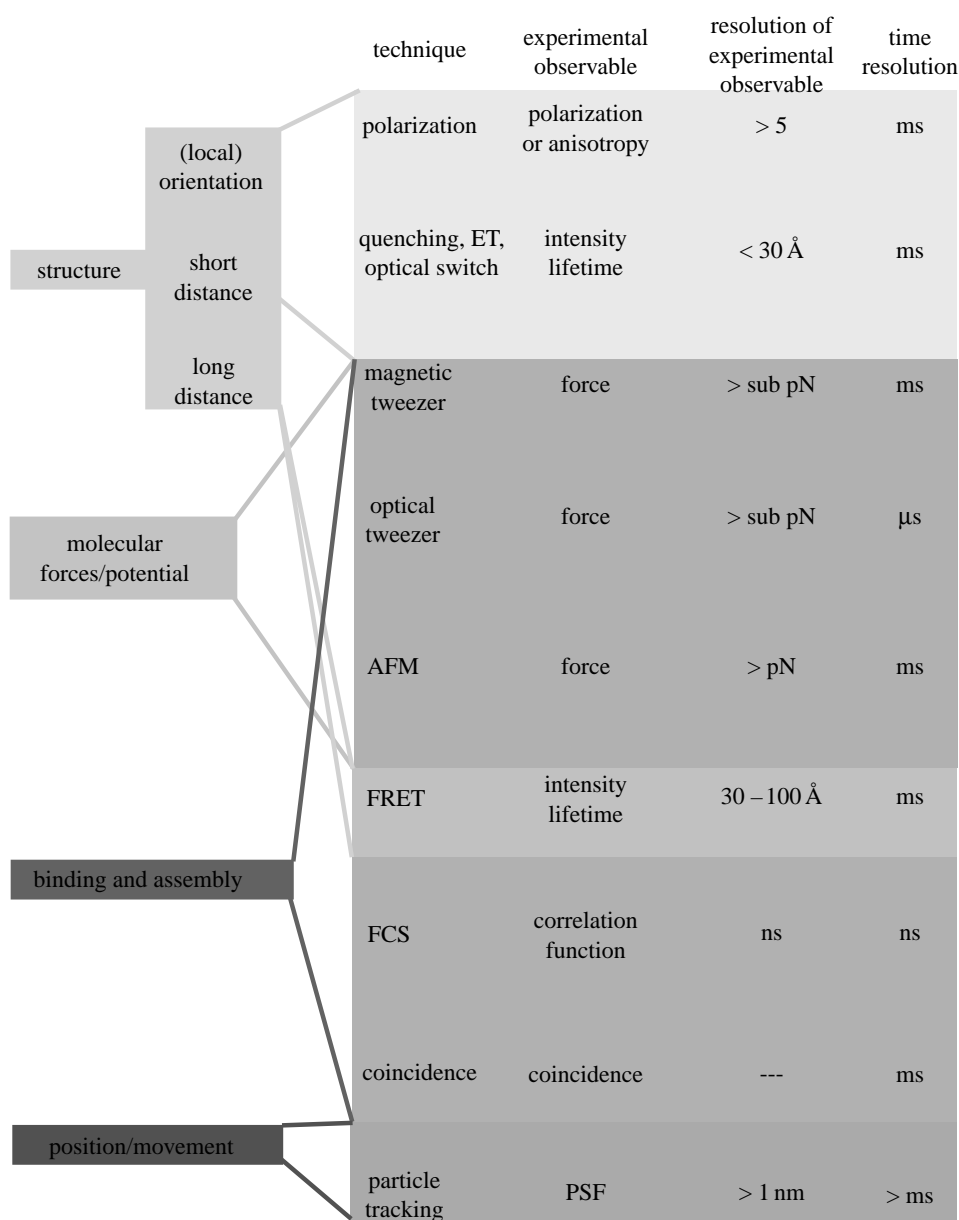 technique
experimental
observable
resolution of
experimental
observable
time
resolution
structure
(local)
orientation
short
distance
long
distance
molecular
forces/potential
binding and assembly
position/movement
polarization
polarization
or anisotropy
> 5
ms
quenching, ET,
optical switch
intensity
lifetime
< 30 Å
ms
magnetic
tweezer
force
> sub pN
ms
optical
tweezer
force
> sub pN
μs
AFM
force
> pN
ms
FRET
intensity
lifetime
30 – 100 Å
ms
FCS
correlation
function
ns
ns
coincidence
coincidence
---
ms
particle
tracking
PSF
> 1 nm
> ms